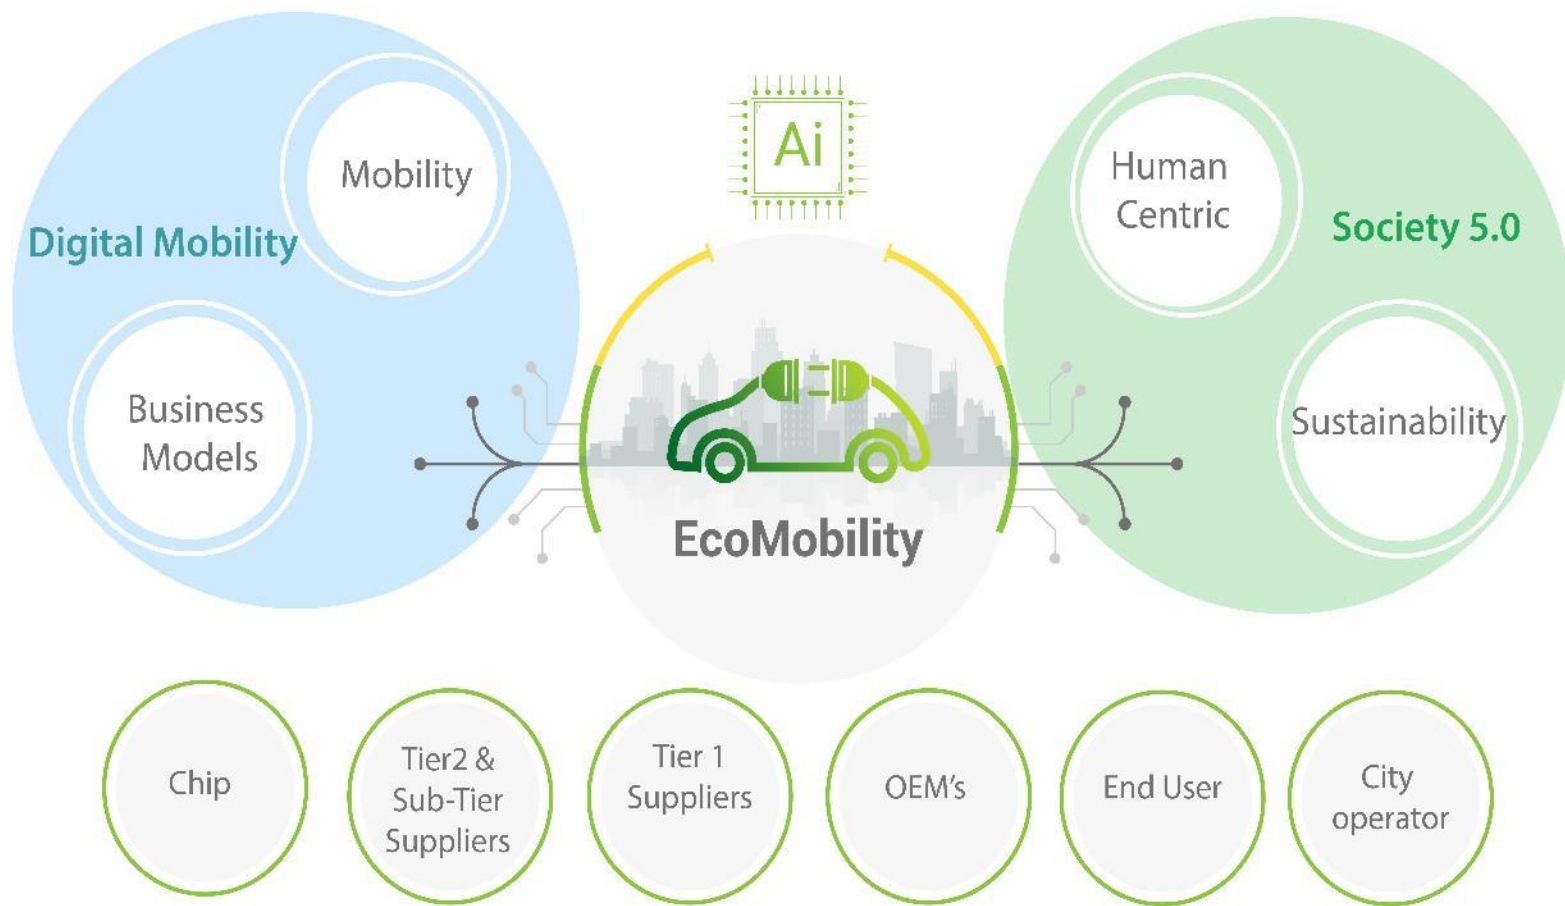 Digital Mobility
Mobility
Business
Models
Ai
EcoMobility
Human
Centric
Society 5.0
Sustainability
Chip
Tier2 &
Sub-Tier
Suppliers
Tier 1
Suppliers
OEM's
End User
City
operator